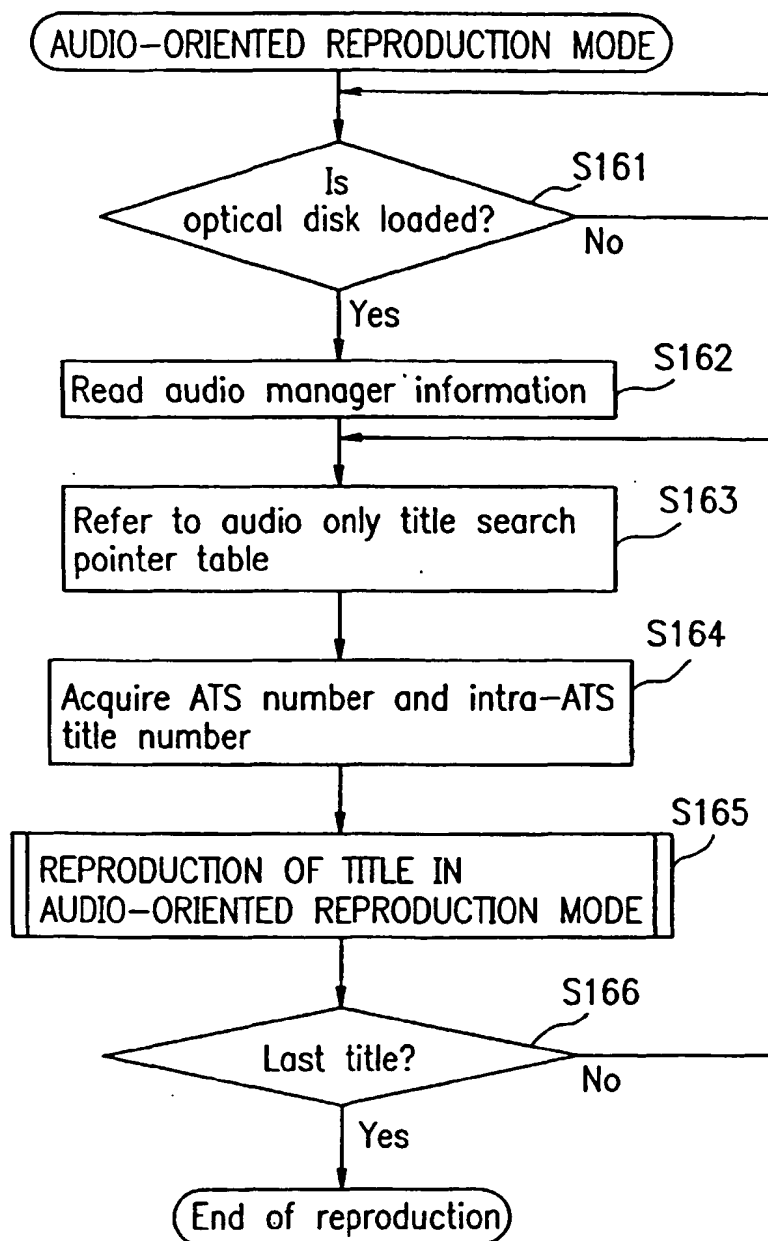 AUDIO-ORIENTED REPRODUCTION MODE
S161
Is
optical disk loaded?
No
Yes
S162
Read audio manager information
S163
Refer to audio only title search
pointer table
S164
Acquire ATS number and intra-ATS
title number
S165
REPRODUCTION OF TITLE IN
AUDIO-ORIENTED REPRODUCTION MODE
S166
Last title?
No
Yes
End of reproduction